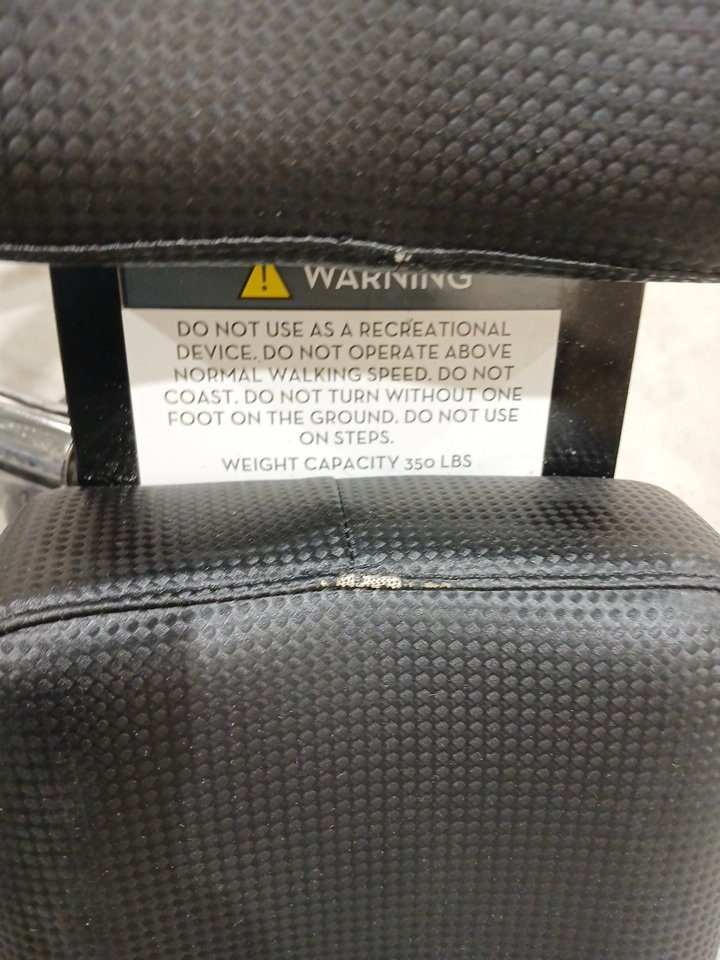 WARNING
DO NOT USE AS A RECREATIONAL
DEVICE. DO NOT OPERATE ABOVE
NORMAL WALKING SPEED. DO NOT
COAST. DO NOT TURN WITHOUT ONE
FOOT ON THE GROUND. DO NOT USE
ON STEPS.
WEIGHT CAPACITY 350 LBS